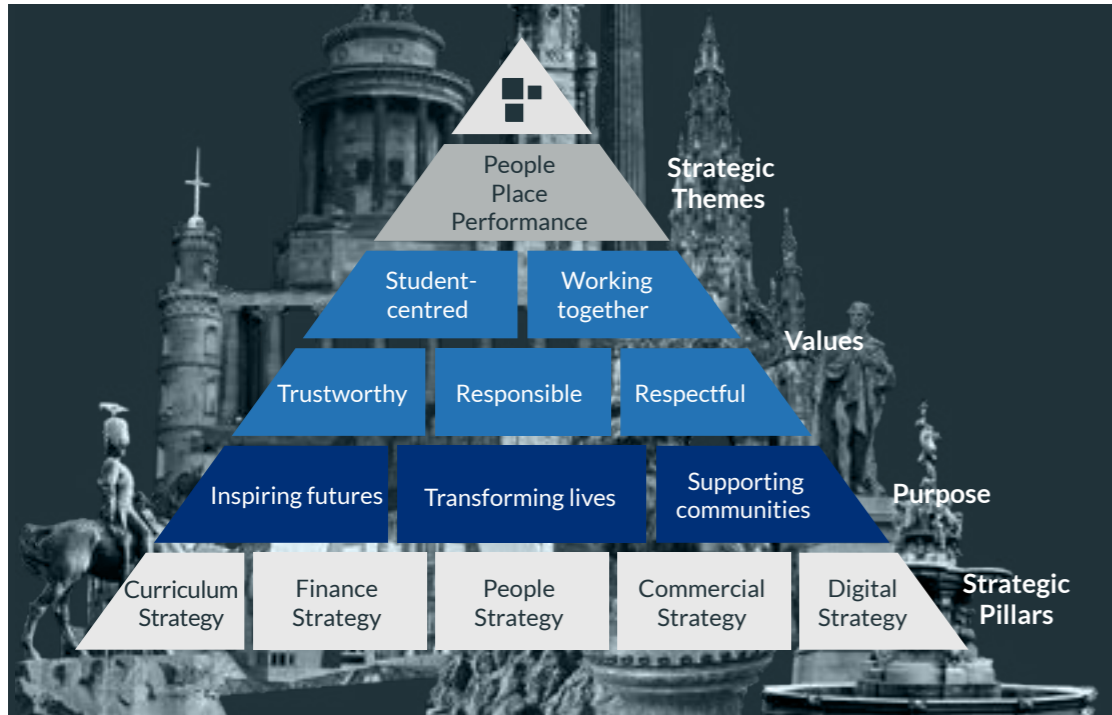 People
Place
Performance
Strategic
Themes
Student-
centred
Working
together
Values
Trustworthy
Responsible
Respectful
Inspiring futures
Transforming lives
Supporting
communities
Purpose
Curriculum
Strategy
Finance
Strategy
People
Strategy
Commercial
Strategy
Digital
Strategy
Strategic
Pillars